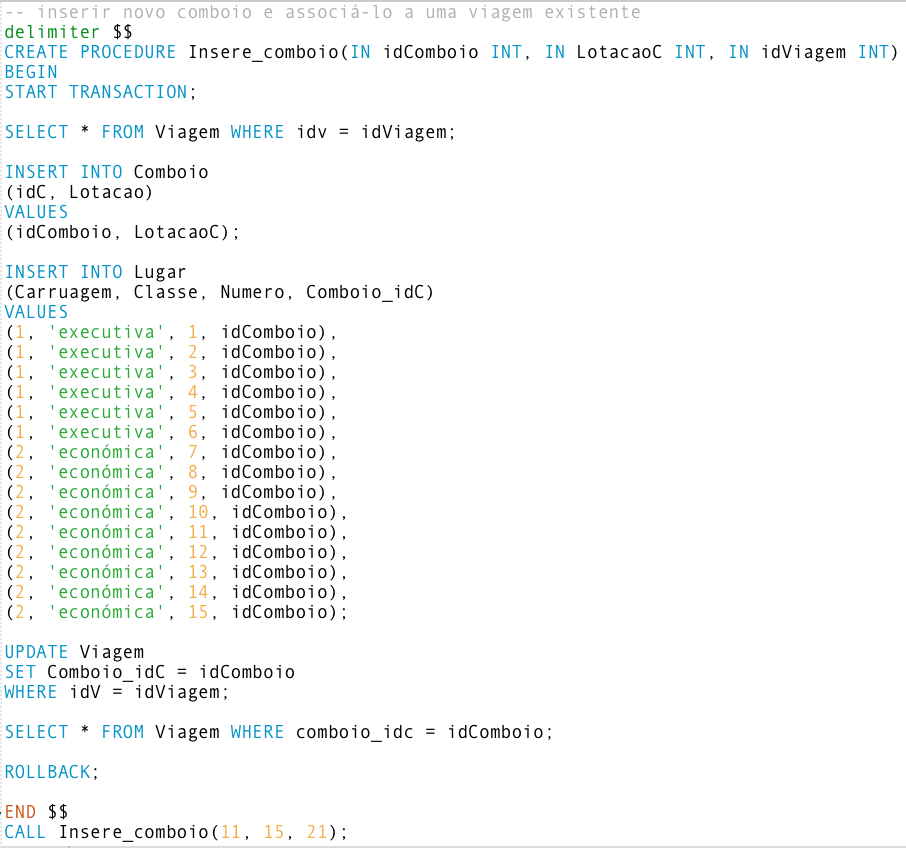 -- inserir novo comboio e associá-lo a uma viagem existente
delimiter $$
CREATE PROCEDURE Insere_comboio(IN idComboio INT, IN LotacaoC INT, IN idViagem INT)
BEGIN
START TRANSACTION;
SELECT * FROM Viagem WHERE idv = idViagem;
INSERT INTO Comboio
(idC, Lotacao)
VALUES
(idComboio, LotacaoC);
INSERT INTO Lugar
(Carruagem, Classe, Numero, Comboio_idC)
VALUES
(1, 'executiva', 1, idComboio),
(1, 'executiva', 2, idComboio),
(1, 'executiva', 3, idComboio),
(1, 'executiva', 4, idComboio),
(1, 'executiva', 5, idComboio),
(1, 'executiva', 6, idComboio),
(2, 'económica', 7, idComboio),
(2, 'económica', 8, idComboio),
(2, 'económica', 9, idComboio),
(2, 'económica', 10, idComboio),
(2, 'económica', 11, idComboio),
(2, 'económica', 12, idComboio),
(2, 'económica', 13, idComboio),
(2, 'económica', 14, idComboio),
(2, 'económica', 15, idComboio);
UPDATE Viagem
SET Comboio_idC = idComboio
WHERE idV = idViagem;
SELECT * FROM Viagem WHERE comboio_idc = idComboio;
ROLLBACK;
END $$
CALL Insere_comboio(11, 15, 21);